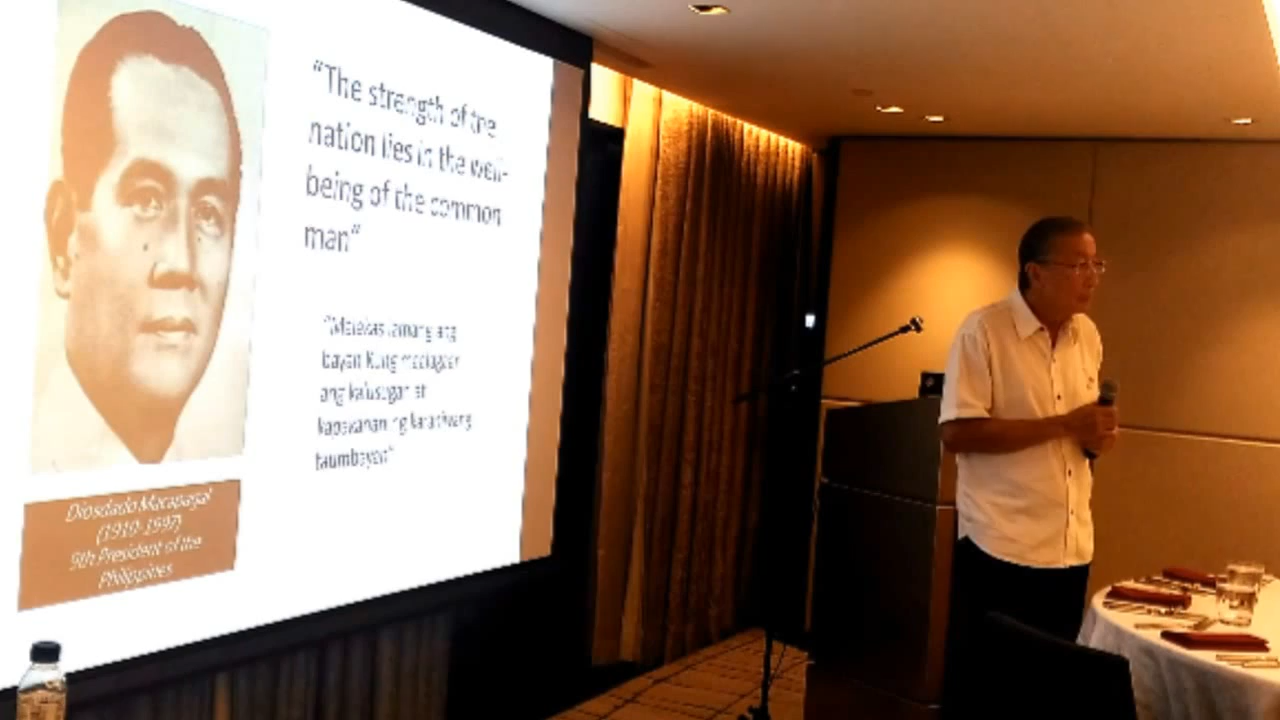 “The strength of the
nation lies in the well-
being of the common
man“
“Malakas lamang ang
bayan kung
ang kalusugan at
kapakanan ng karaniwang
taumbayan“
Diosdado Macapagal
(1910-1997)
9th President of the
Philippines